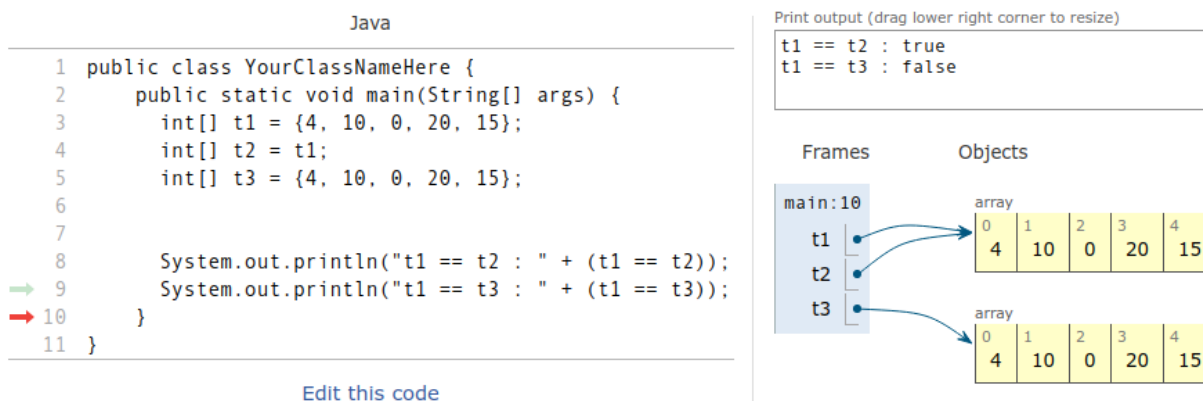 Java
1 public class YourClassNameHere {
2 public static void main(String[] args) {
3 int[] t1 = {4, 10, 0, 20, 15};
4 int[] t2 = t1;
5 int[] t3 = {4, 10, 0, 20, 15};
6
7
8 System.out.println("t1 == t2 : " + (t1 == t2));
9 System.out.println("t1 == t3 : " + (t1 == t3));
10 }
11 }
Edit this code
Print output (drag lower right corner to resize)
t1 == t2 : true
t1 == t3 : false
Frames Objects
main:10
t1
t2
t3
array
0 1 2 3 4
4 10 0 20 15
array
0 1 2 3 4
4 10 0 20 15